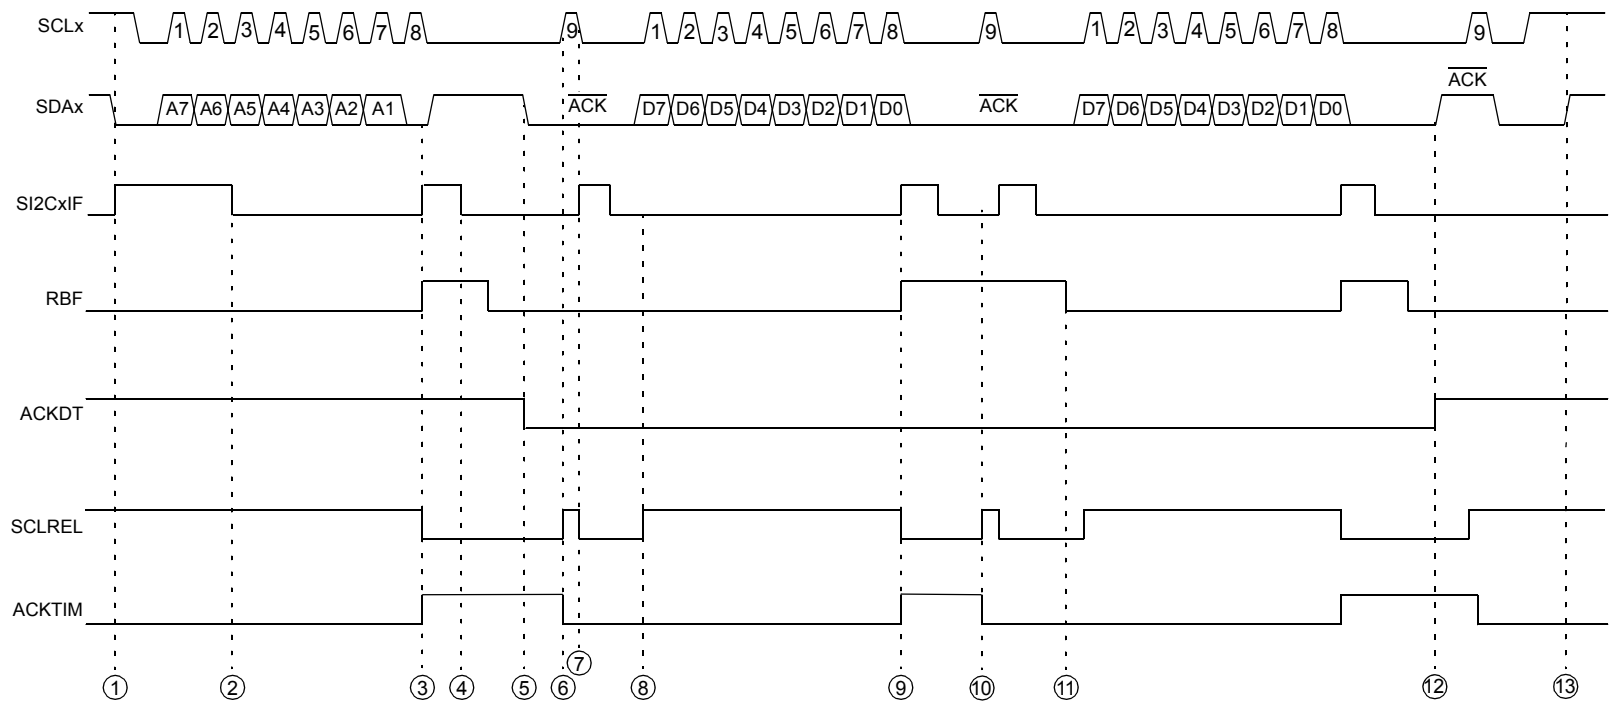 SCLx 1 2 3 4 5 6 7 8 9 1 2 3 4 5 6 7 8 9 1 2 3 4 5 6 7 8 9
ACK
SDAx A7 A6 A5 A4 A3 A2 A1 ACK D7 D6 D5 D4 D3 D2 D1 D0 ACK D7 D6 D5 D4 D3 D2 D1 D0
SI2CxIF
RBF
ACKDT
SCLREL
ACKTIM
7
1 2 3 4 5 6 8 9 10 11 12 13